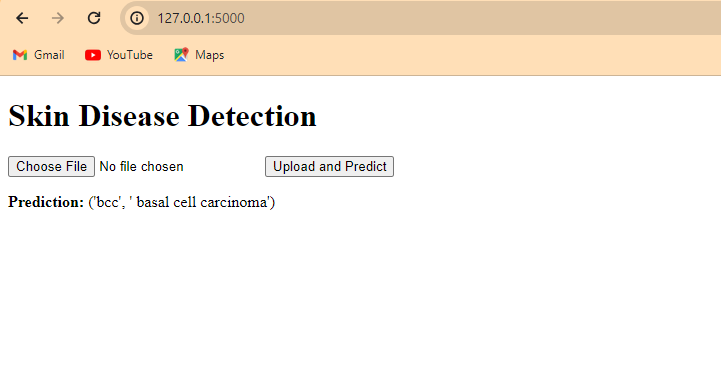 127.0.0.1:5000
Gmail YouTube Maps
Skin Disease Detection
Choose File No file chosen Upload and Predict
Prediction: ('bcc', ' basal cell carcinoma')